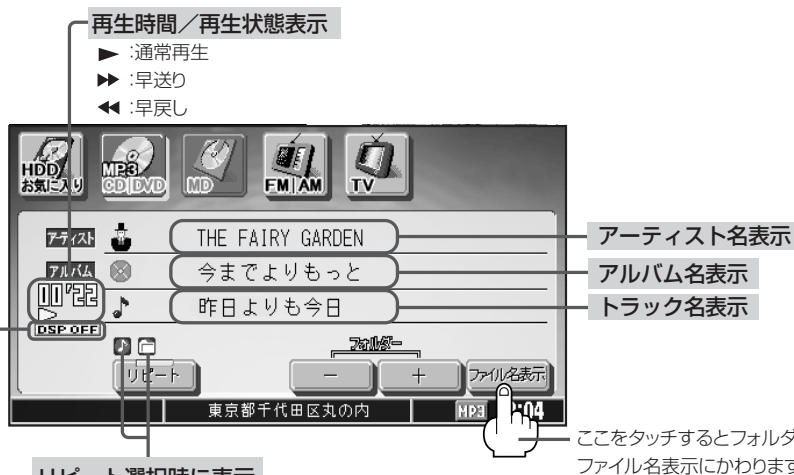 再生時間／再生状態表示
▶ :通常再生
▶▶ :早送り
◀◀ :早戻し
HDD お気に入り
MP3 CD|DVD
MD
FM|AM
TV
アーティスト THE FAIRY GARDEN
アーティスト名表示
アルバム 今までよりもっと
アルバム名表示
11'22 昨日よりも今日
トラック名表示
DSP OFF
フォルダー
リピート － ＋ ファイル名表示
東京都千代田区丸の内 MP3 :04
ここをタッチするとフォルダ
ファイル名表示にかわります
リピート選択時に表示